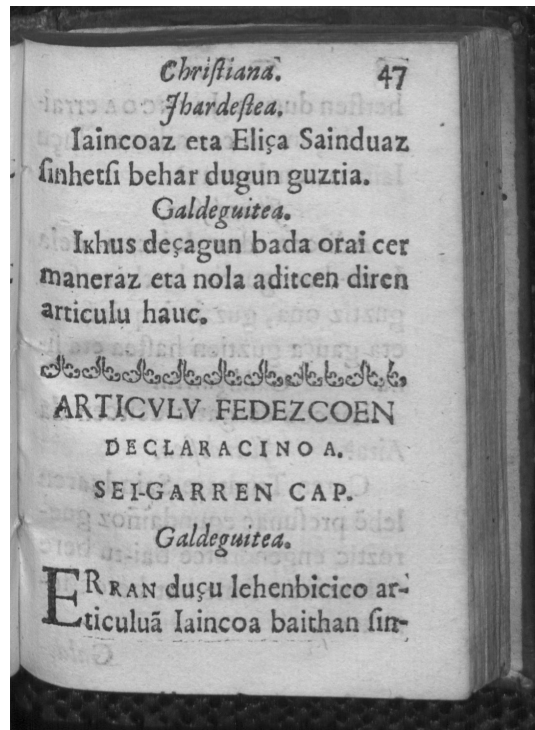 Chriſtiana. 47
Jhardeſtea.
Iaincoaz eta Eliça Sainduaz
ſinhetſi behar dugun guztia.
Galdeguitea.
Ikhus deçagun bada orai cer
maneraz eta nola aditcen diren
articulu hauc.
ARTICVLV FEDEZCOEN
DECLARACINOA.
SEI-GARREN CAP.
Galdeguitea.
ERRAN duçu lehenbicico ar-
ticuluã Iaincoa baithan ſin-